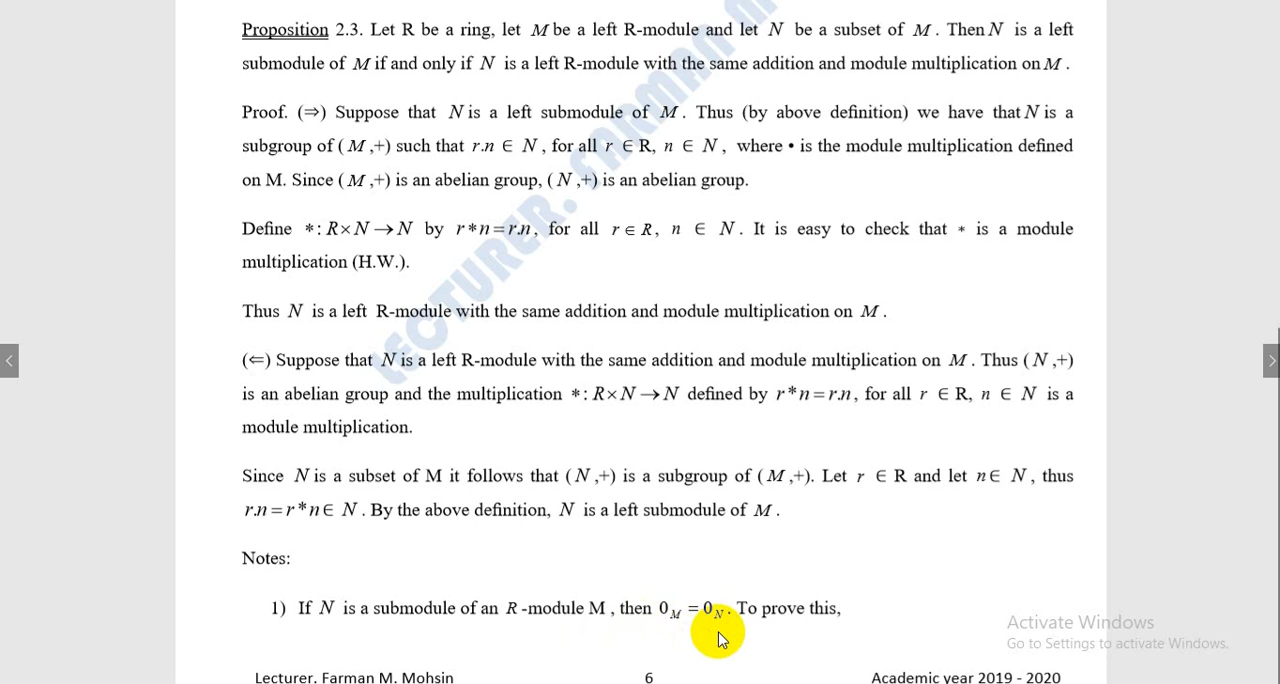 Proposition 2.3. Let R be a ring, let M be a left R-module and let N be a subset of M . Then N is a left
submodule of M if and only if N is a left R-module with the same addition and module multiplication on M .
Proof. (⇒) Suppose that N is a left submodule of M . Thus (by above definition) we have that N is a
subgroup of ( M ,+) such that r.n ∈ N , for all r ∈ R, n ∈ N , where • is the module multiplication defined
on M. Since ( M ,+) is an abelian group, ( N ,+) is an abelian group.
Define *: R×N→N by r*n=r.n, for all r∈R, n ∈ N. It is easy to check that * is a module
multiplication (H.W.).
Thus N is a left R-module with the same addition and module multiplication on M .
(⇐) Suppose that N is a left R-module with the same addition and module multiplication on M . Thus ( N ,+)
is an abelian group and the multiplication *: R×N→N defined by r*n=r.n, for all r ∈ R, n ∈ N is a
module multiplication.
Since N is a subset of M it follows that ( N ,+) is a subgroup of ( M ,+). Let r ∈ R and let n∈ N , thus
r.n=r*n∈ N . By the above definition, N is a left submodule of M .
Notes:
1) If N is a submodule of an R-module M , then 0_M = 0_N . To prove this,
Activate Windows
Go to Settings to activate Windows.
Lecturer. Farman M. Mohsin 6 Academic year 2019 - 2020
LECTURER. FARMAN M